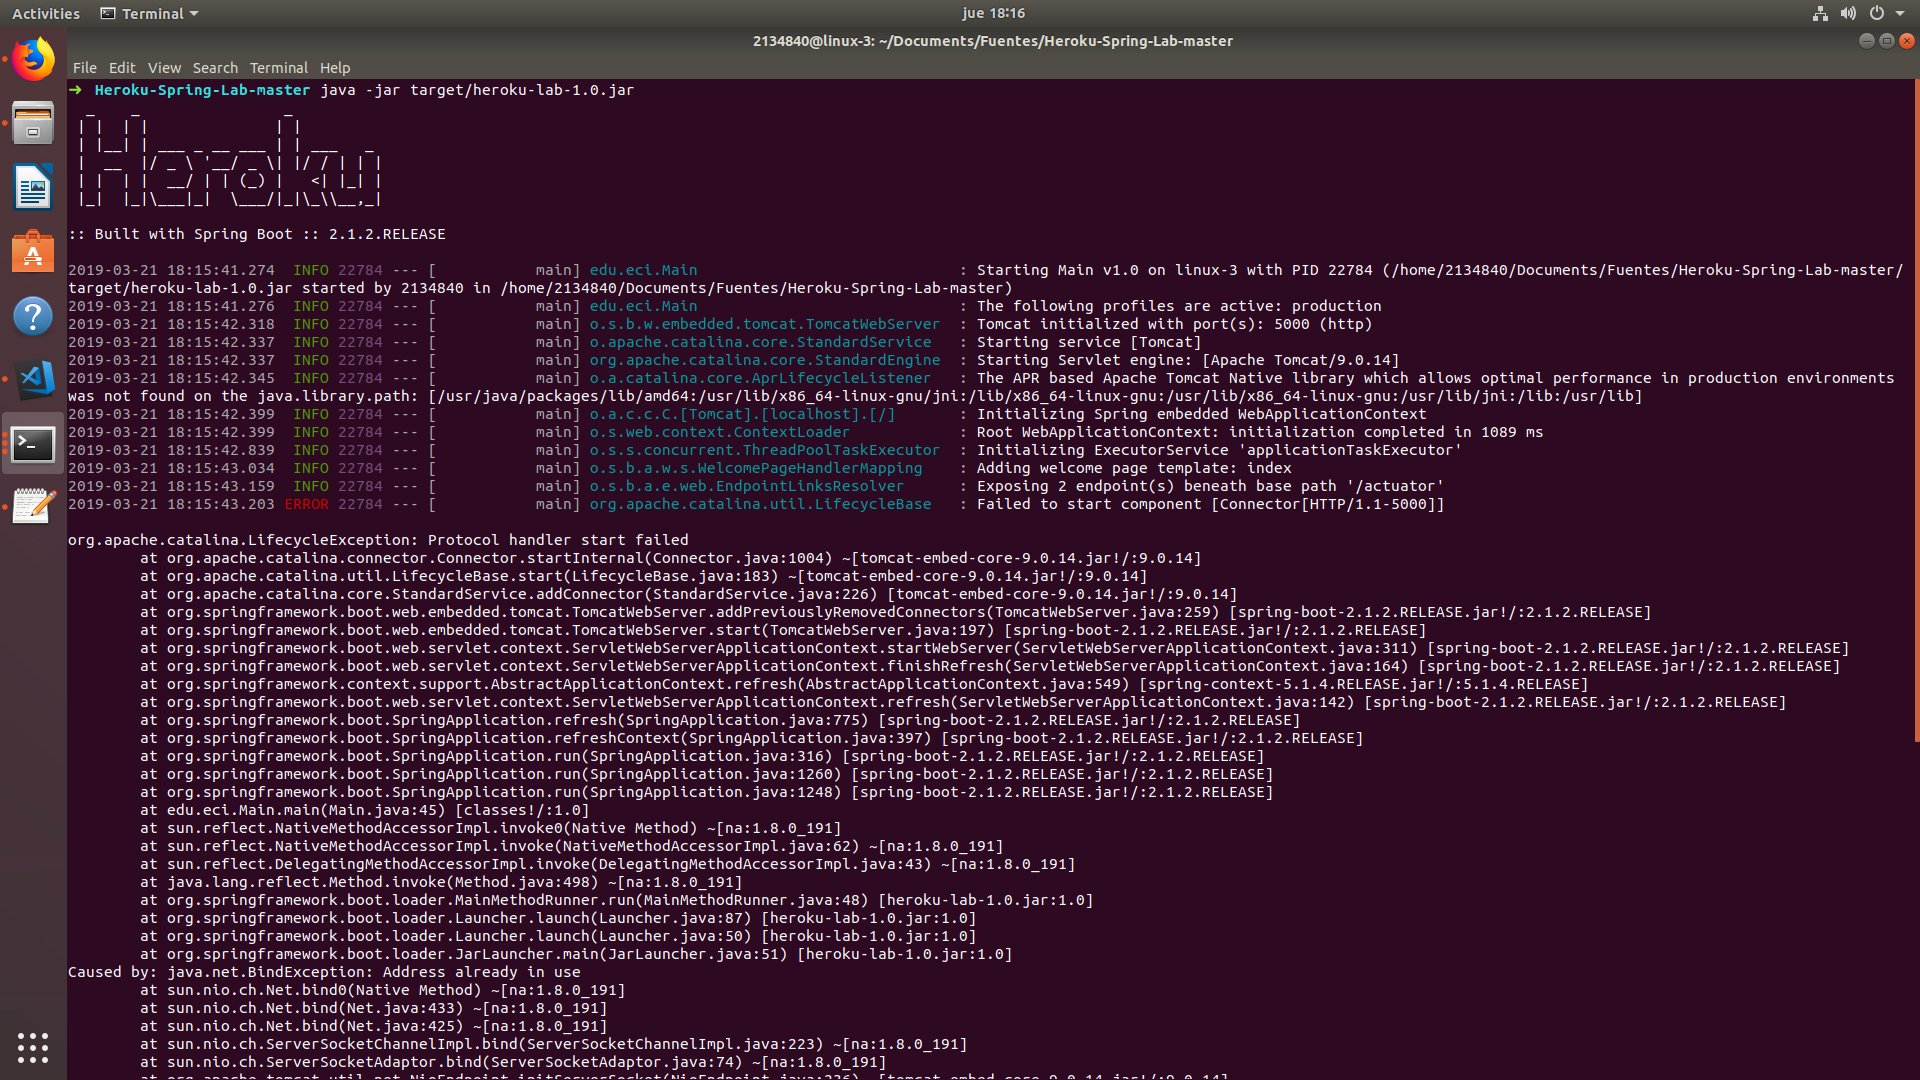 Activities Terminal jue 18:16
2134840@linux-3: ~/Documents/Fuentes/Heroku-Spring-Lab-master
File Edit View Search Terminal Help
➜ Heroku-Spring-Lab-master java -jar target/heroku-lab-1.0.jar
Heroku
:: Built with Spring Boot :: 2.1.2.RELEASE
2019-03-21 18:15:41.274  INFO 22784 --- [           main] edu.eci.Main                             : Starting Main v1.0 on linux-3 with PID 22784 (/home/2134840/Documents/Fuentes/Heroku-Spring-Lab-master/
target/heroku-lab-1.0.jar started by 2134840 in /home/2134840/Documents/Fuentes/Heroku-Spring-Lab-master)
2019-03-21 18:15:41.276  INFO 22784 --- [           main] edu.eci.Main                             : The following profiles are active: production
2019-03-21 18:15:42.318  INFO 22784 --- [           main] o.s.b.w.embedded.tomcat.TomcatWebServer  : Tomcat initialized with port(s): 5000 (http)
2019-03-21 18:15:42.337  INFO 22784 --- [           main] o.apache.catalina.core.StandardService   : Starting service [Tomcat]
2019-03-21 18:15:42.337  INFO 22784 --- [           main] org.apache.catalina.core.StandardEngine  : Starting Servlet engine: [Apache Tomcat/9.0.14]
2019-03-21 18:15:42.345  INFO 22784 --- [           main] o.a.catalina.core.AprLifecycleListener   : The APR based Apache Tomcat Native library which allows optimal performance in production environments
was not found on the java.library.path: [/usr/java/packages/lib/amd64:/usr/lib/x86_64-linux-gnu/jni:/lib/x86_64-linux-gnu:/usr/lib/x86_64-linux-gnu:/usr/lib/jni:/lib:/usr/lib]
2019-03-21 18:15:42.399  INFO 22784 --- [           main] o.a.c.c.C.[Tomcat].[localhost].[/]       : Initializing Spring embedded WebApplicationContext
2019-03-21 18:15:42.399  INFO 22784 --- [           main] o.s.web.context.ContextLoader            : Root WebApplicationContext: initialization completed in 1089 ms
2019-03-21 18:15:42.839  INFO 22784 --- [           main] o.s.s.concurrent.ThreadPoolTaskExecutor  : Initializing ExecutorService 'applicationTaskExecutor'
2019-03-21 18:15:43.034  INFO 22784 --- [           main] o.s.b.a.w.s.WelcomePageHandlerMapping    : Adding welcome page template: index
2019-03-21 18:15:43.159  INFO 22784 --- [           main] o.s.b.a.e.web.EndpointLinksResolver      : Exposing 2 endpoint(s) beneath base path '/actuator'
2019-03-21 18:15:43.203 ERROR 22784 --- [           main] org.apache.catalina.util.LifecycleBase   : Failed to start component [Connector[HTTP/1.1-5000]]
org.apache.catalina.LifecycleException: Protocol handler start failed
at org.apache.catalina.connector.Connector.startInternal(Connector.java:1004) ~[tomcat-embed-core-9.0.14.jar!/:9.0.14]
at org.apache.catalina.util.LifecycleBase.start(LifecycleBase.java:183) ~[tomcat-embed-core-9.0.14.jar!/:9.0.14]
at org.apache.catalina.core.StandardService.addConnector(StandardService.java:226) [tomcat-embed-core-9.0.14.jar!/:9.0.14]
at org.springframework.boot.web.embedded.tomcat.TomcatWebServer.addPreviouslyRemovedConnectors(TomcatWebServer.java:259) [spring-boot-2.1.2.RELEASE.jar!/:2.1.2.RELEASE]
at org.springframework.boot.web.embedded.tomcat.TomcatWebServer.start(TomcatWebServer.java:197) [spring-boot-2.1.2.RELEASE.jar!/:2.1.2.RELEASE]
at org.springframework.boot.web.servlet.context.ServletWebServerApplicationContext.startWebServer(ServletWebServerApplicationContext.java:311) [spring-boot-2.1.2.RELEASE.jar!/:2.1.2.RELEASE]
at org.springframework.boot.web.servlet.context.ServletWebServerApplicationContext.finishRefresh(ServletWebServerApplicationContext.java:164) [spring-boot-2.1.2.RELEASE.jar!/:2.1.2.RELEASE]
at org.springframework.context.support.AbstractApplicationContext.refresh(AbstractApplicationContext.java:549) [spring-context-5.1.4.RELEASE.jar!/:5.1.4.RELEASE]
at org.springframework.boot.web.servlet.context.ServletWebServerApplicationContext.refresh(ServletWebServerApplicationContext.java:142) [spring-boot-2.1.2.RELEASE.jar!/:2.1.2.RELEASE]
at org.springframework.boot.SpringApplication.refresh(SpringApplication.java:775) [spring-boot-2.1.2.RELEASE.jar!/:2.1.2.RELEASE]
at org.springframework.boot.SpringApplication.refreshContext(SpringApplication.java:397) [spring-boot-2.1.2.RELEASE.jar!/:2.1.2.RELEASE]
at org.springframework.boot.SpringApplication.run(SpringApplication.java:316) [spring-boot-2.1.2.RELEASE.jar!/:2.1.2.RELEASE]
at org.springframework.boot.SpringApplication.run(SpringApplication.java:1260) [spring-boot-2.1.2.RELEASE.jar!/:2.1.2.RELEASE]
at org.springframework.boot.SpringApplication.run(SpringApplication.java:1248) [spring-boot-2.1.2.RELEASE.jar!/:2.1.2.RELEASE]
at edu.eci.Main.main(Main.java:45) [classes!/:1.0]
at sun.reflect.NativeMethodAccessorImpl.invoke0(Native Method) ~[na:1.8.0_191]
at sun.reflect.NativeMethodAccessorImpl.invoke(NativeMethodAccessorImpl.java:62) ~[na:1.8.0_191]
at sun.reflect.DelegatingMethodAccessorImpl.invoke(DelegatingMethodAccessorImpl.java:43) ~[na:1.8.0_191]
at java.lang.reflect.Method.invoke(Method.java:498) ~[na:1.8.0_191]
at org.springframework.boot.loader.MainMethodRunner.run(MainMethodRunner.java:48) [heroku-lab-1.0.jar:1.0]
at org.springframework.boot.loader.Launcher.launch(Launcher.java:87) [heroku-lab-1.0.jar:1.0]
at org.springframework.boot.loader.Launcher.launch(Launcher.java:50) [heroku-lab-1.0.jar:1.0]
at org.springframework.boot.loader.JarLauncher.main(JarLauncher.java:51) [heroku-lab-1.0.jar:1.0]
Caused by: java.net.BindException: Address already in use
at sun.nio.ch.Net.bind0(Native Method) ~[na:1.8.0_191]
at sun.nio.ch.Net.bind(Net.java:433) ~[na:1.8.0_191]
at sun.nio.ch.Net.bind(Net.java:425) ~[na:1.8.0_191]
at sun.nio.ch.ServerSocketChannelImpl.bind(ServerSocketChannelImpl.java:223) ~[na:1.8.0_191]
at sun.nio.ch.ServerSocketAdaptor.bind(ServerSocketAdaptor.java:74) ~[na:1.8.0_191]
at org.apache.tomcat.util.net.NioEndpoint.initServerSocket(NioEndpoint.java:236) ~[tomcat-embed-core-9.0.14.jar!/:9.0.14]